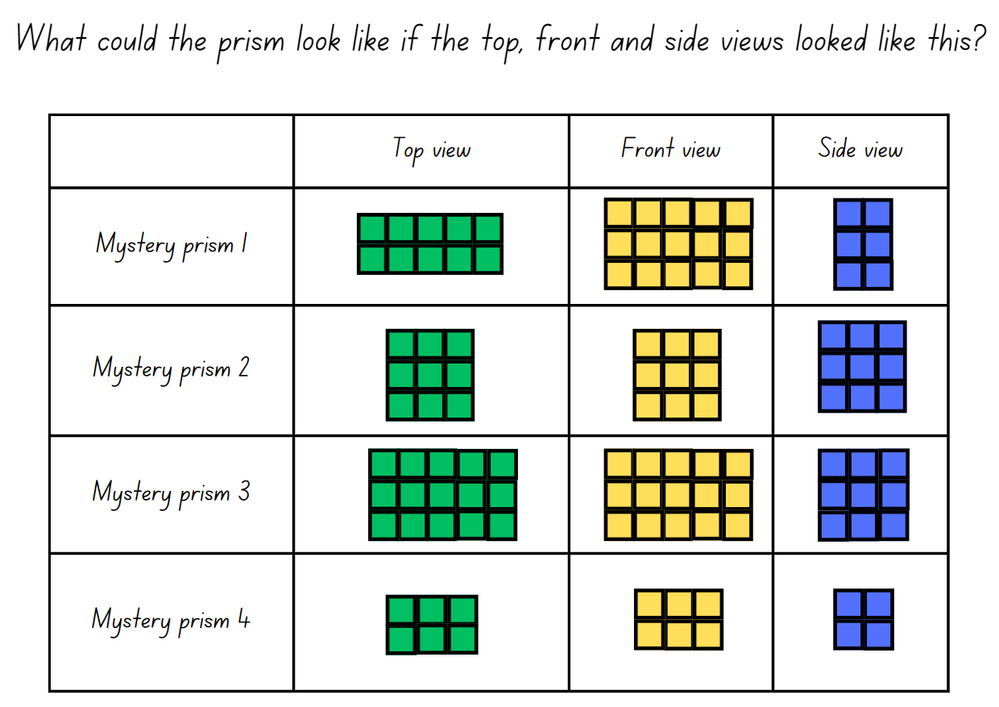 What could the prism look like if the top, front and side views looked like this?
Top view
Front view
Side view
Mystery prism 1
Mystery prism 2
Mystery prism 3
Mystery prism 4